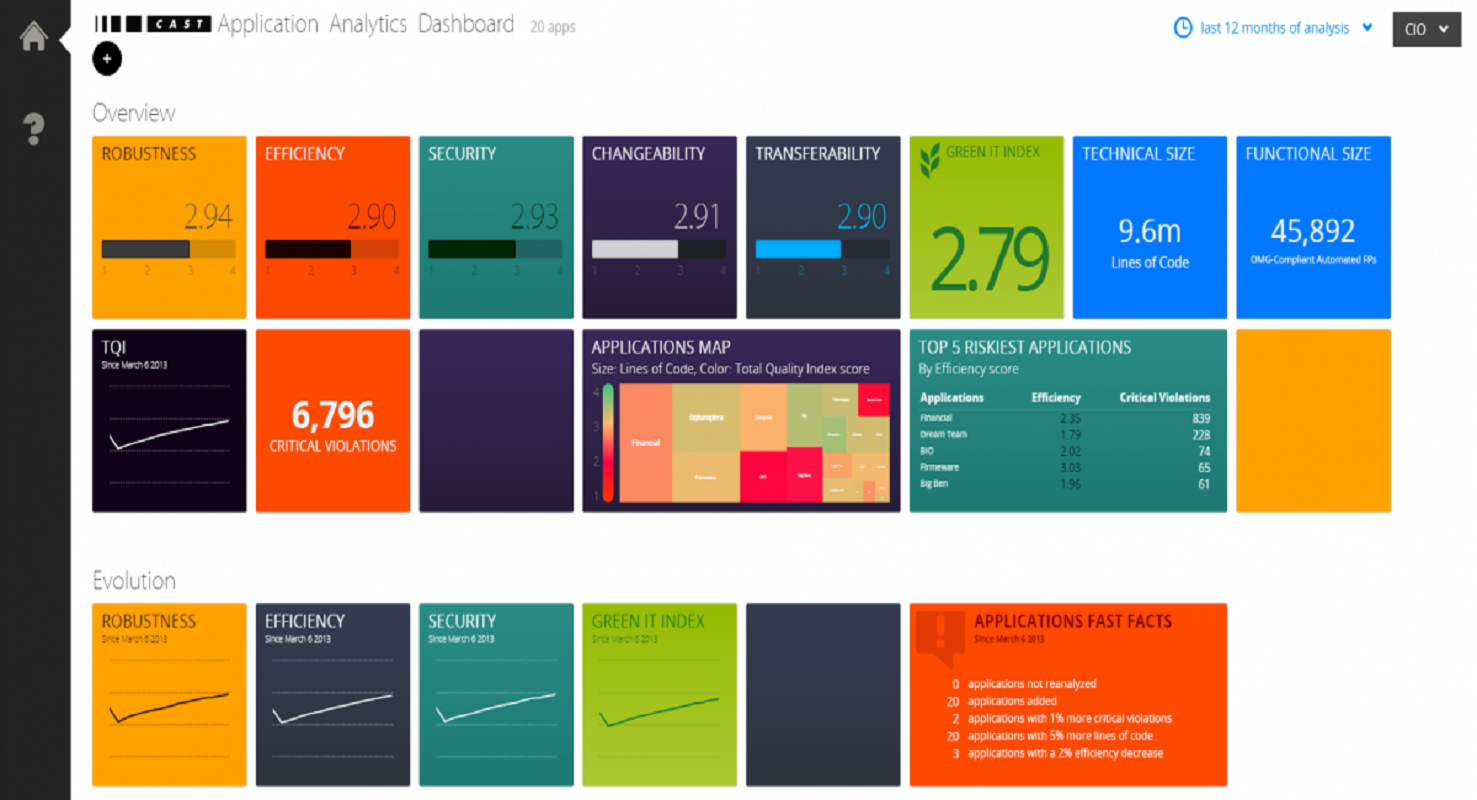 CAST Application Analytics Dashboard 20 apps
last 12 months of analysis
CIO
+
?
Overview
ROBUSTNESS
2.94
1 2 3 4
EFFICIENCY
2.90
1 2 3 4
SECURITY
2.93
1 2 3 4
CHANGEABILITY
2.91
1 2 3 4
TRANSFERABILITY
2.90
1 2 3 4
GREEN IT INDEX
2.79
TECHNICAL SIZE
9.6m
Lines of Code
FUNCTIONAL SIZE
45,892
OMG-Compliant Automated FPs
TQI
Since March 6 2013
6,796
CRITICAL VIOLATIONS
APPLICATIONS MAP
Size: Lines of Code, Color: Total Quality Index score
4
3
2
1
Financial
Big Ben
TOP 5 RISKIEST APPLICATIONS
By Efficiency score
Applications Efficiency Critical Violations
Financial 2.35 839
Dream Team 1.79 228
BIO 2.02 74
Firmeware 3.03 65
Big Ben 1.96 61
Evolution
ROBUSTNESS
Since March 6 2013
EFFICIENCY
Since March 6 2013
SECURITY
Since March 6 2013
GREEN IT INDEX
Since March 6 2013
!
APPLICATIONS FAST FACTS
Since March 6 2013
0 applications not reanalyzed
20 applications added
2 applications with 1% more critical violations
20 applications with 5% more lines of code
3 applications with a 2% efficiency decrease